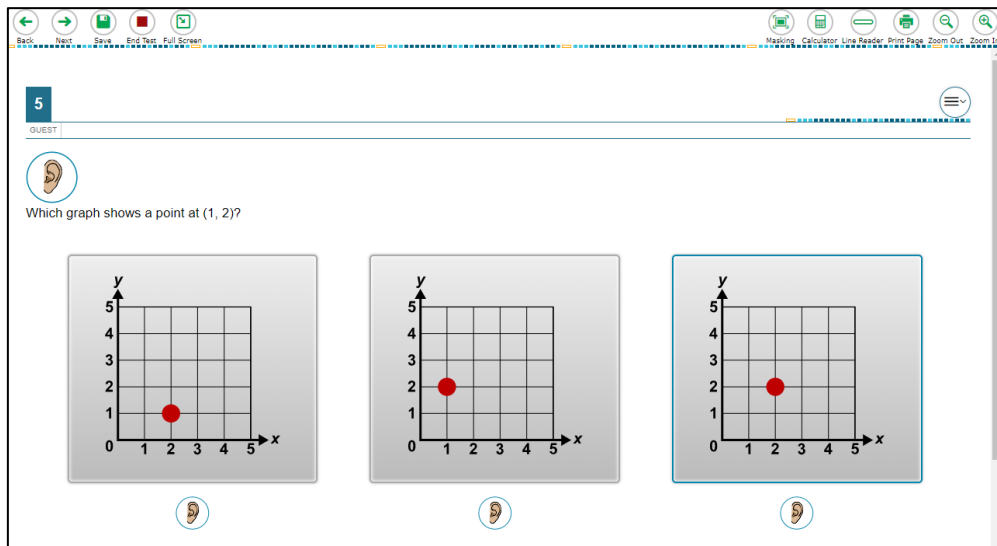 Back Next Save End Test Full Screen Masking Calculator Line Reader Print Page Zoom Out Zoom In
5
GUEST
Which graph shows a point at (1, 2)?
y
5
4
3
2
1
0 1 2 3 4 5 x
y
5
4
3
2
1
0 1 2 3 4 5 x
y
5
4
3
2
1
0 1 2 3 4 5 x